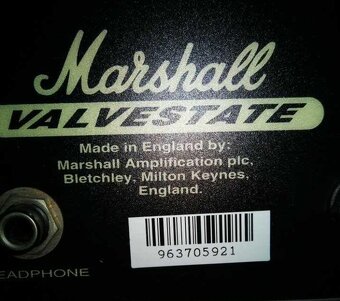 Marshall
VALVESTATE
Made in England by:
Marshall Amplification plc,
Bletchley, Milton Keynes,
England.
963705921
EADPHONE